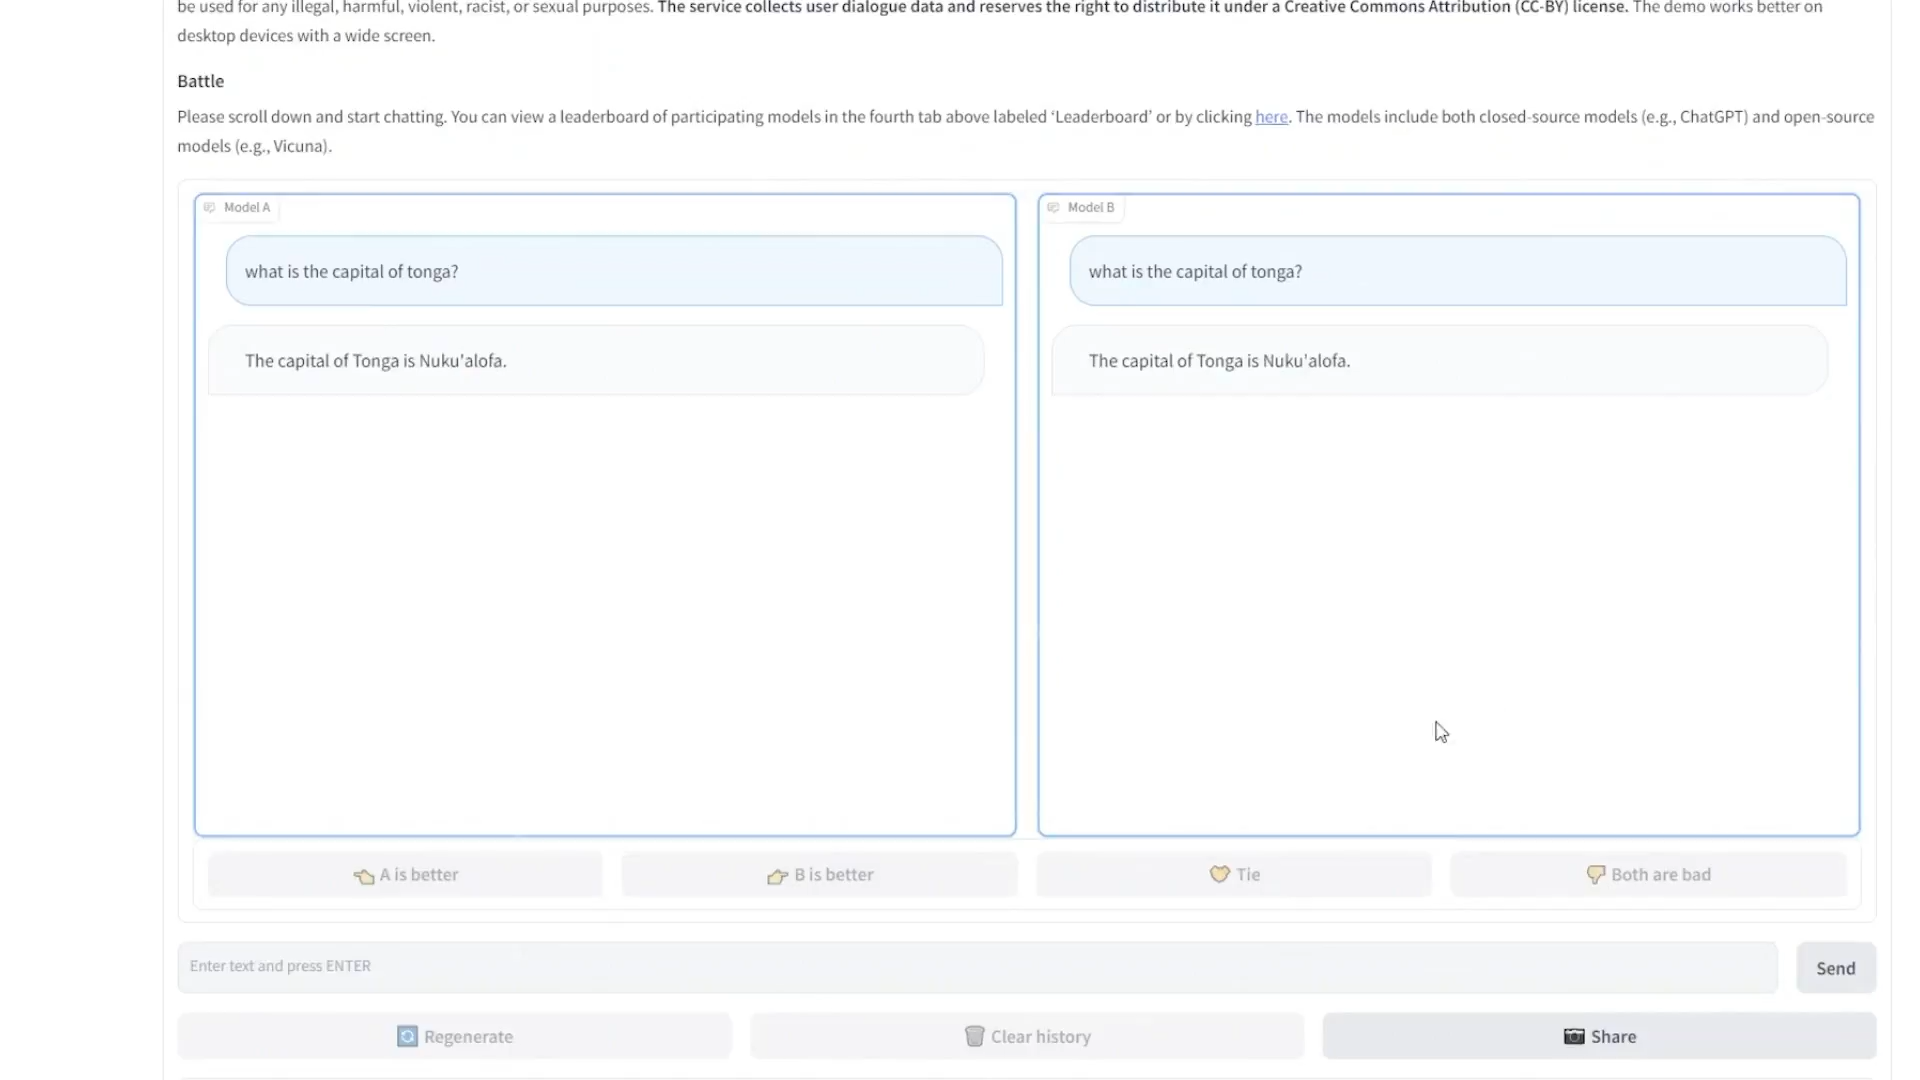 be used for any illegal, harmful, violent, racist, or sexual purposes. The service collects user dialogue data and reserves the right to distribute it under a Creative Commons Attribution (CC-BY) license. The demo works better on
desktop devices with a wide screen.
Battle
Please scroll down and start chatting. You can view a leaderboard of participating models in the fourth tab above labeled ‘Leaderboard’ or by clicking here. The models include both closed-source models (e.g., ChatGPT) and open-source
models (e.g., Vicuna).
Model A
what is the capital of tonga?
The capital of Tonga is Nuku'alofa.
Model B
what is the capital of tonga?
The capital of Tonga is Nuku'alofa.
A is better
B is better
Tie
Both are bad
Enter text and press ENTER
Send
Regenerate
Clear history
Share